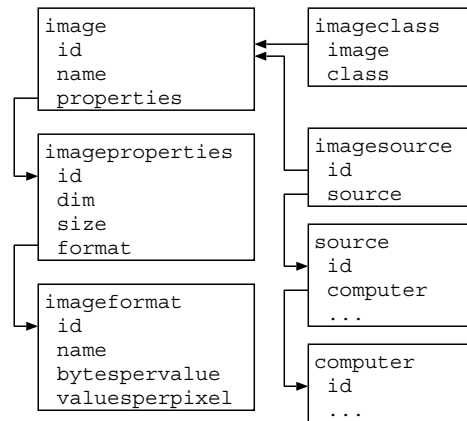 image
id
name
properties
imageproperties
id
dim
size
format
imageformat
id
name
bytespervalue
valuesperpixel
imageclass
image
class
imagesource
id
source
source
id
computer
...
computer
id
...